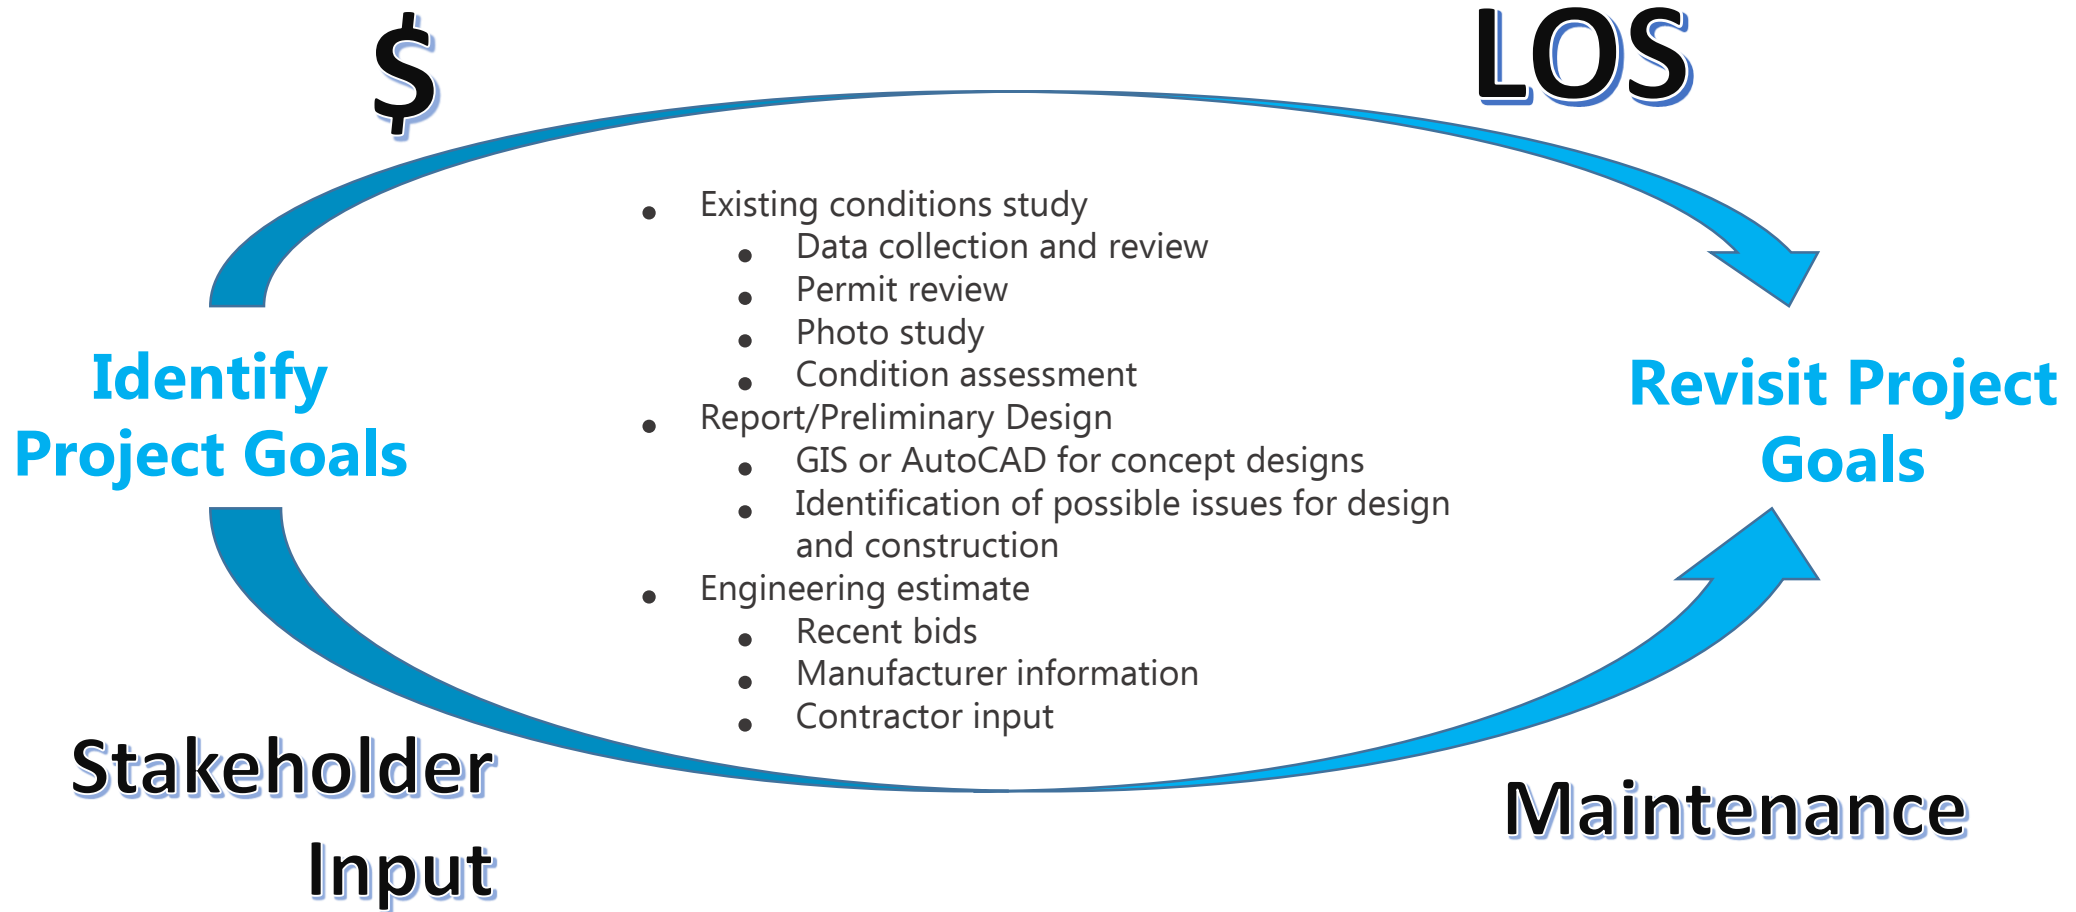 $
LOS
• Existing conditions study
• Data collection and review
• Permit review
• Photo study
• Condition assessment
• Report/Preliminary Design
• GIS or AutoCAD for concept designs
• Identification of possible issues for design
and construction
• Engineering estimate
• Recent bids
• Manufacturer information
• Contractor input
Identify
Project Goals
Revisit Project
Goals
Stakeholder
Input
Maintenance